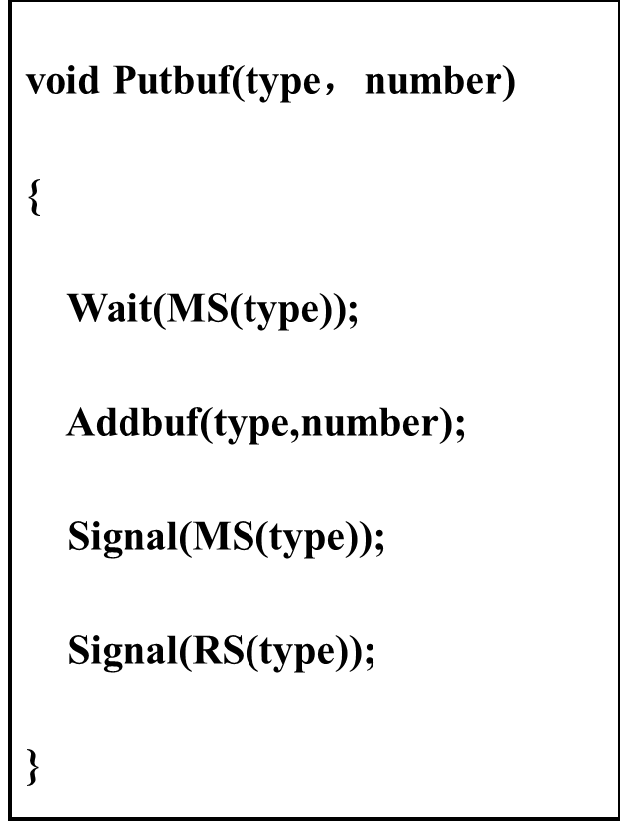 void Putbuf(type，number)
{
Wait(MS(type));
Addbuf(type,number);
Signal(MS(type));
Signal(RS(type));
}